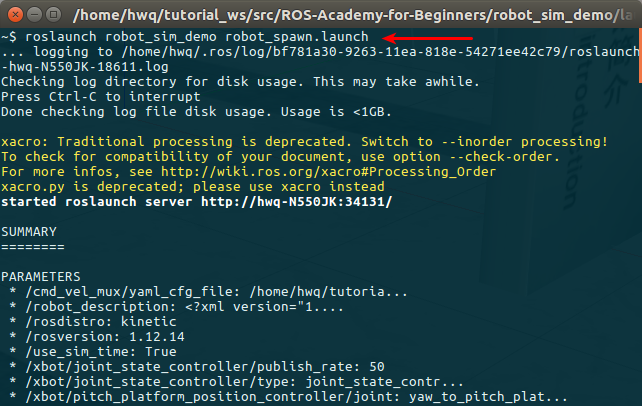 /home/hwq/tutorial_ws/src/ROS-Academy-for-Beginners/robot_sim_demo/la
~$ roslaunch robot_sim_demo robot_spawn.launch
... logging to /home/hwq/.ros/log/bf781a30-9263-11ea-818e-54271ee42c79/roslaunch
-hwq-N550JK-18611.log
Checking log directory for disk usage. This may take awhile.
Press Ctrl-C to interrupt
Done checking log file disk usage. Usage is <1GB.

xacro: Traditional processing is deprecated. Switch to --inorder processing!
To check for compatibility of your document, use option --check-order.
For more infos, see http://wiki.ros.org/xacro#Processing_Order
xacro.py is deprecated; please use xacro instead
started roslaunch server http://hwq-N550JK:34131/

SUMMARY
========

PARAMETERS
 * /cmd_vel_mux/yaml_cfg_file: /home/hwq/tutoria...
 * /robot_description: <?xml version="1....
 * /rosdistro: kinetic
 * /rosversion: 1.12.14
 * /use_sim_time: True
 * /xbot/joint_state_controller/publish_rate: 50
 * /xbot/joint_state_controller/type: joint_state_contr...
 * /xbot/pitch_platform_position_controller/joint: yaw_to_pitch_plat...